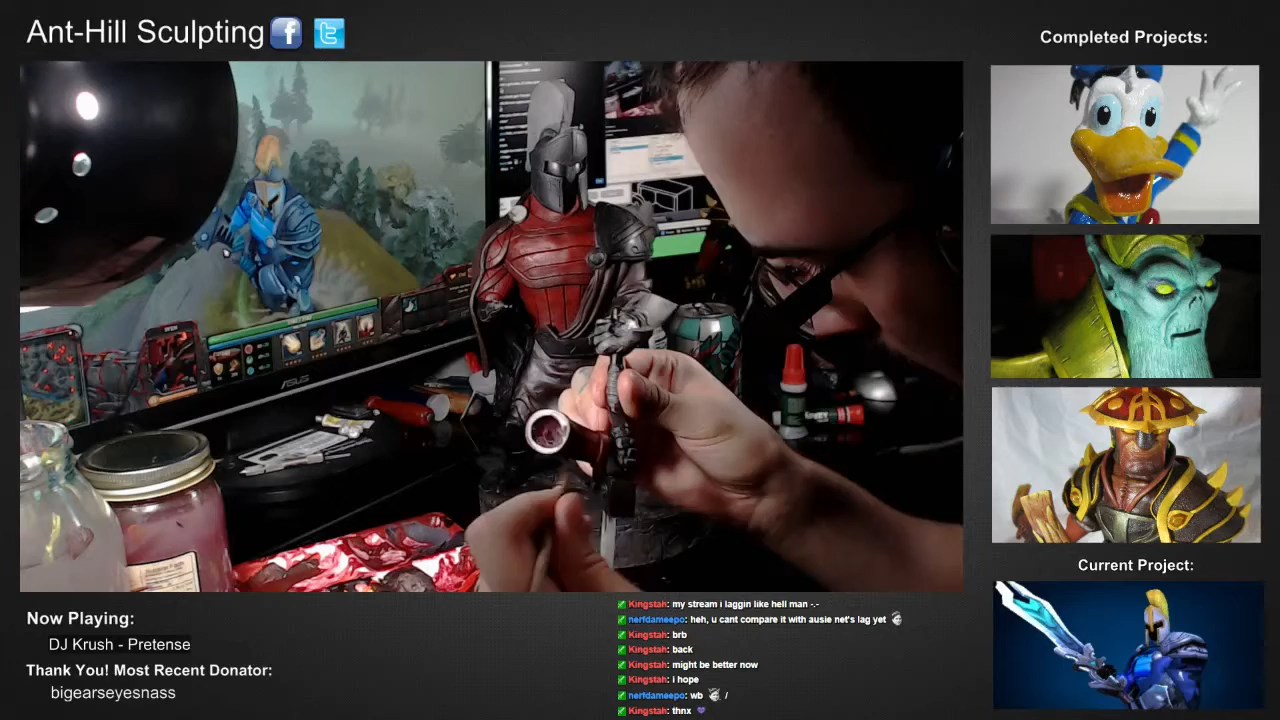 Ant-Hill Sculpting
Completed Projects:
ASUS
Current Project:
Now Playing:
DJ Krush - Pretense
Thank You! Most Recent Donator:
bigearseyesnass
Kingstah: my stream i laggin like hell man -.-
nerfdameepo: heh, u cant compare it with ausie net's lag yet
Kingstah: brb
Kingstah: back
Kingstah: might be better now
Kingstah: i hope
nerfdameepo: wb /
Kingstah: thnx